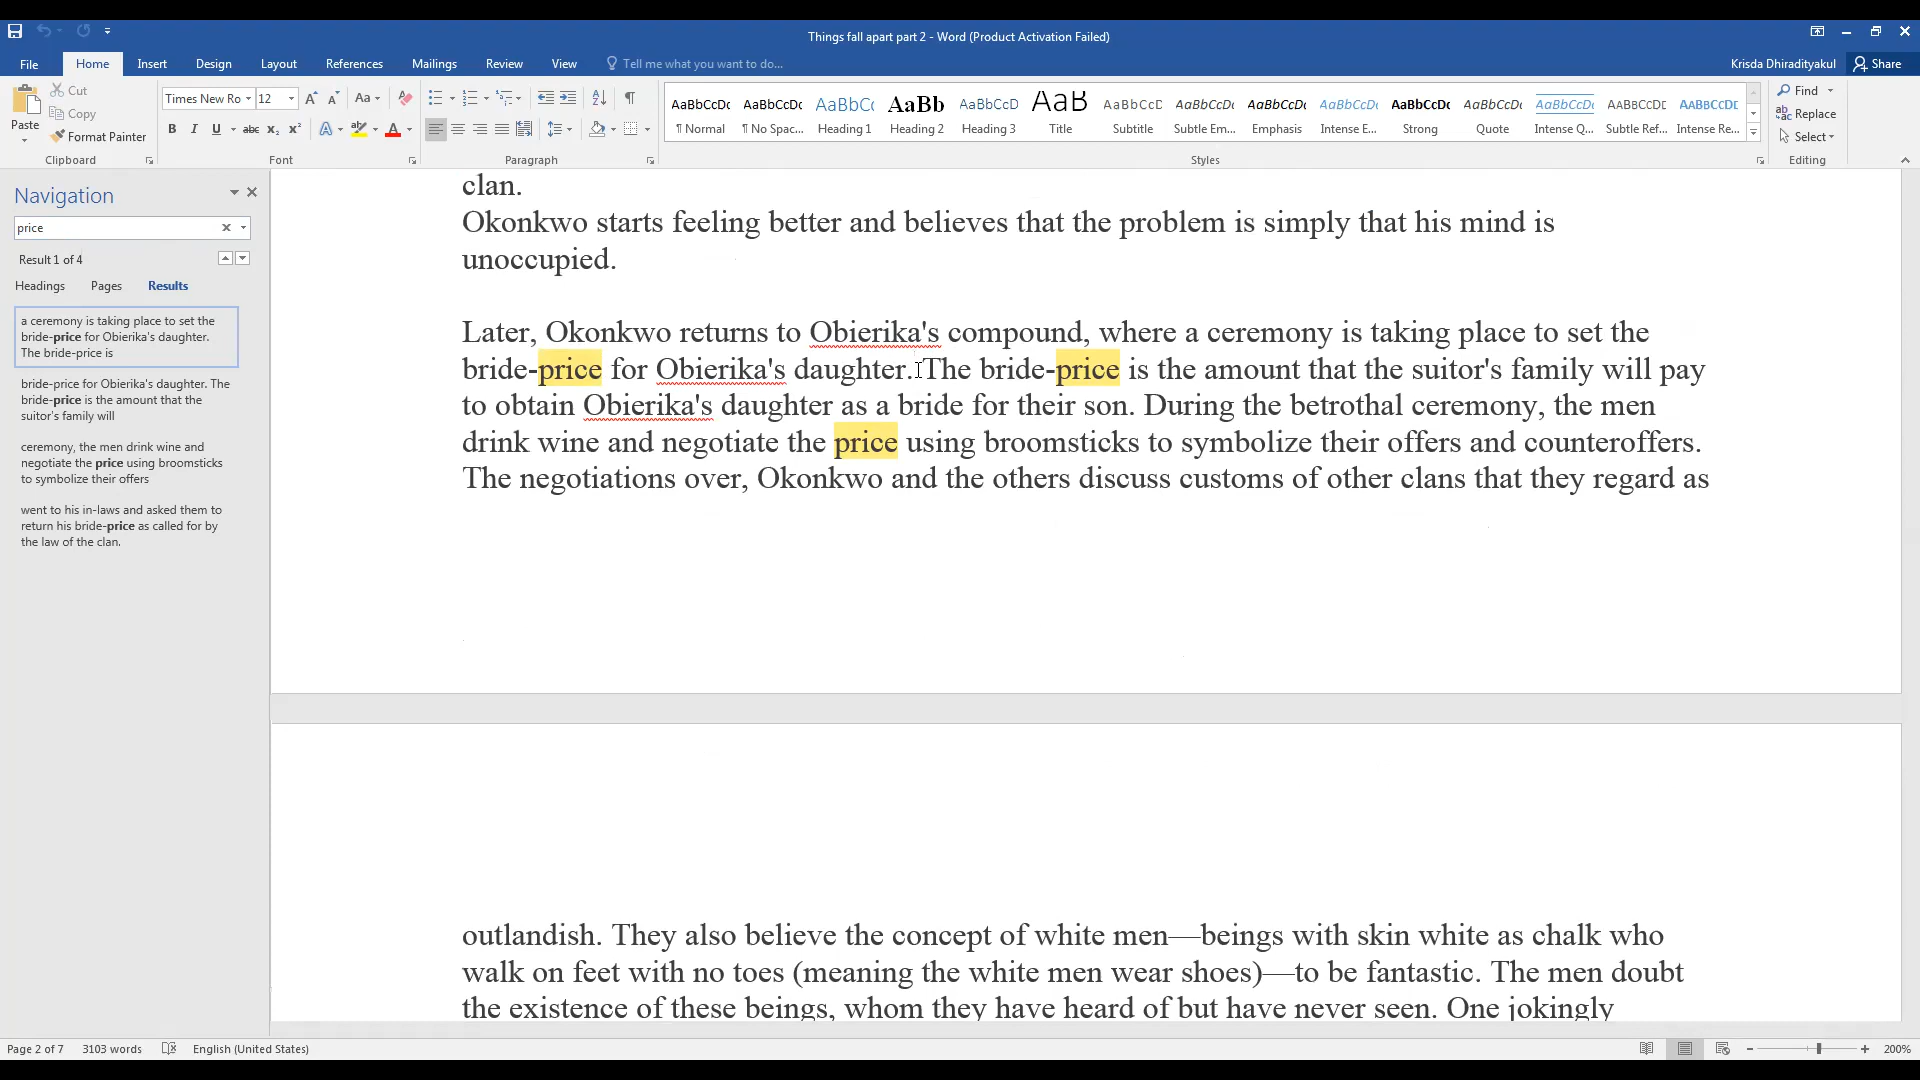 Things fall apart part 2 - Word (Product Activation Failed)
File Home Insert Design Layout References Mailings Review View Tell me what you want to do... Krisda Dhiradityakul Share
Paste
Cut
Copy
Format Painter
Clipboard
Times New Ro 12
Font
Paragraph
AaBbCcDc AaBbCcDc AaBbC( AaBb AaBbCcD AaB AaBbCcD AaBbCcDc AaBbCcDc AaBbCcDc AaBbCcDc AaBbCcDc AaBbCcDc AABBCCDE AABBCCDE
¶ Normal ¶ No Spac... Heading 1 Heading 2 Heading 3 Title Subtitle Subtle Em... Emphasis Intense E... Strong Quote Intense Q... Subtle Ref... Intense Re...
Styles
Find
Replace
Select
Editing
Navigation
price
Result 1 of 4
Headings Pages Results
a ceremony is taking place to set the
bride-price for Obierika's daughter.
The bride-price is
bride-price for Obierika's daughter. The
bride-price is the amount that the
suitor's family will
ceremony, the men drink wine and
negotiate the price using broomsticks
to symbolize their offers
went to his in-laws and asked them to
return his bride-price as called for by
the law of the clan.
clan.
Okonkwo starts feeling better and believes that the problem is simply that his mind is
unoccupied.
Later, Okonkwo returns to Obierika's compound, where a ceremony is taking place to set the
bride-price for Obierika's daughter. The bride-price is the amount that the suitor's family will pay
to obtain Obierika's daughter as a bride for their son. During the betrothal ceremony, the men
drink wine and negotiate the price using broomsticks to symbolize their offers and counteroffers.
The negotiations over, Okonkwo and the others discuss customs of other clans that they regard as
outlandish. They also believe the concept of white men—beings with skin white as chalk who
walk on feet with no toes (meaning the white men wear shoes)—to be fantastic. The men doubt
the existence of these beings, whom they have heard of but have never seen. One jokingly
Page 2 of 7 3103 words English (United States) 200%